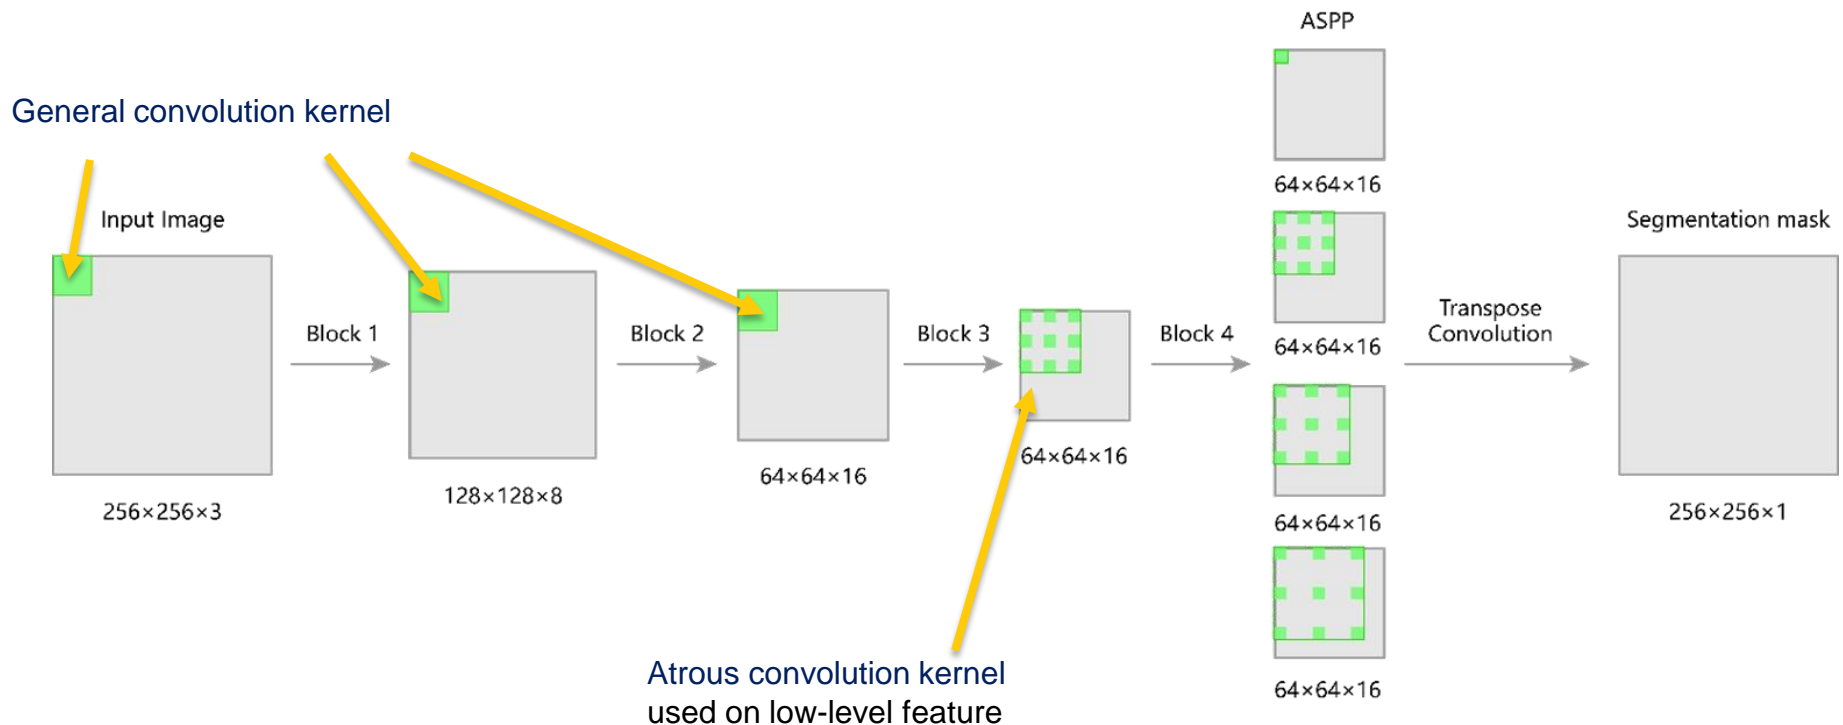 ASPP
General convolution kernel
Input Image
Block 1
Block 2
Block 3
Block 4
Transpose
Convolution
Segmentation mask
256×256×3
128×128×8
64×64×16
64×64×16
64×64×16
64×64×16
64×64×16
64×64×16
256×256×1
Atrous convolution kernel
used on low-level feature